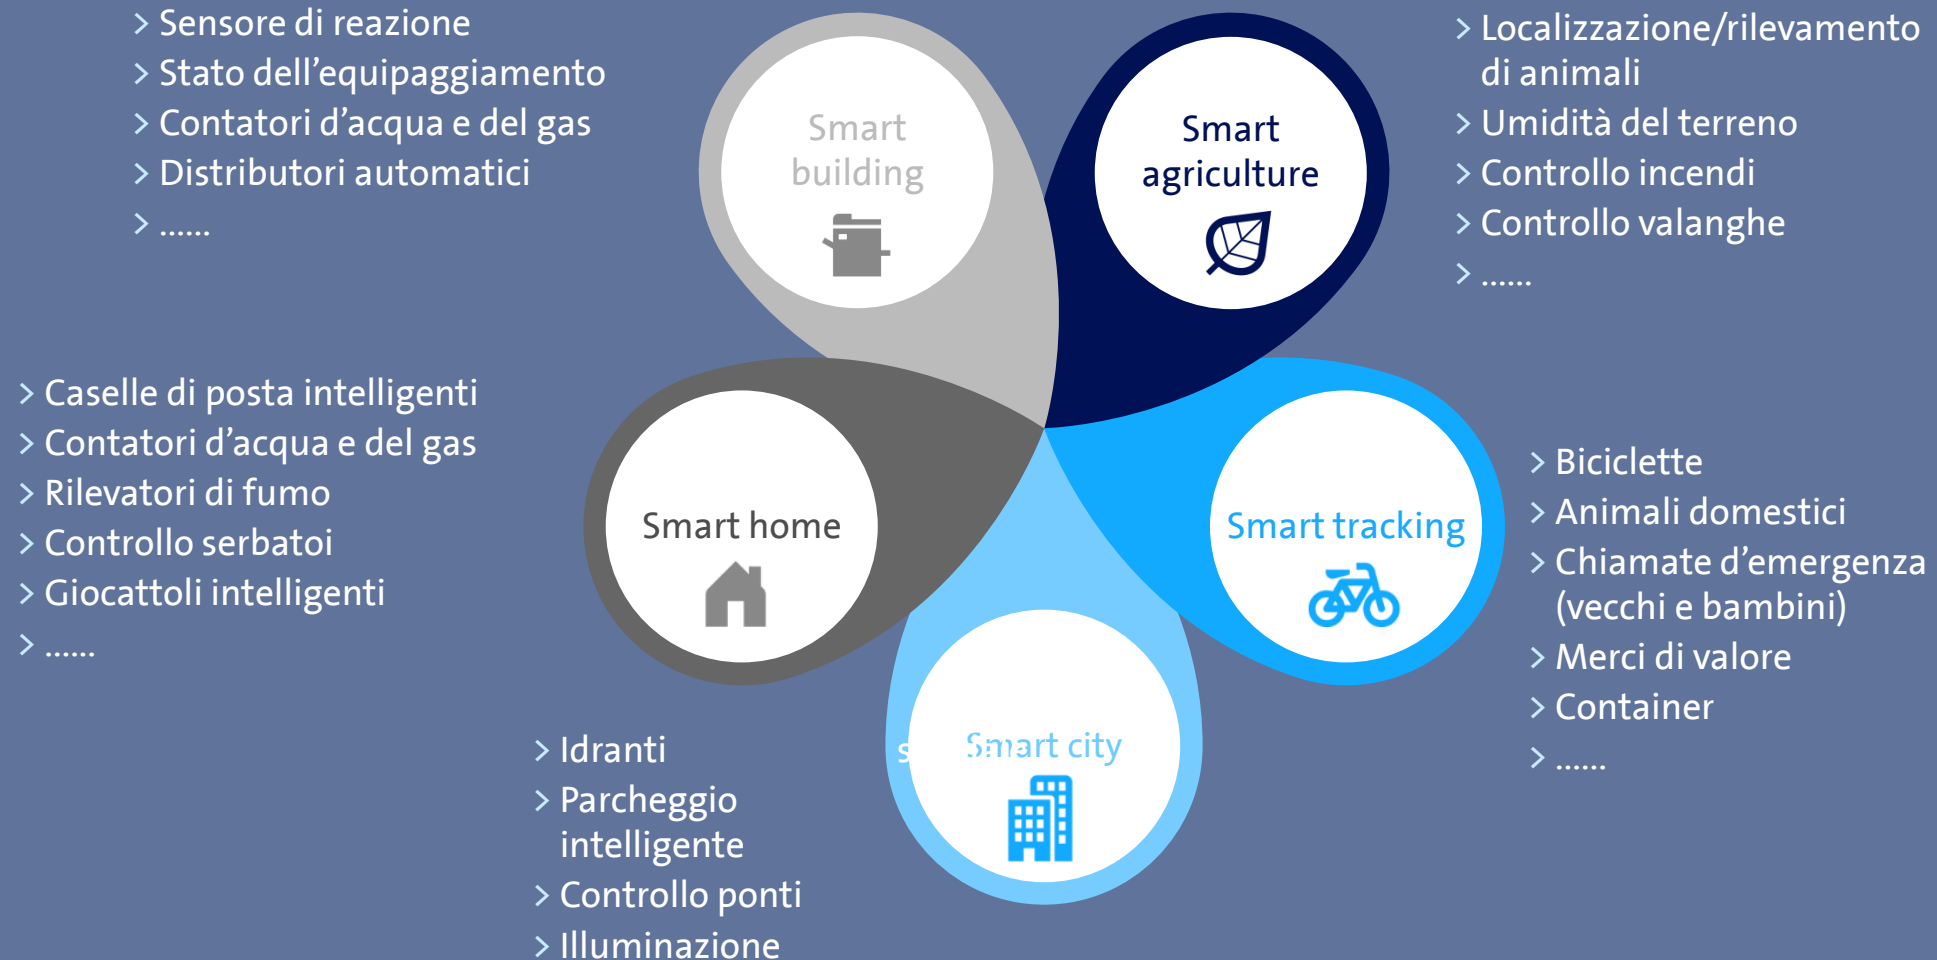 > Sensore di reazione
> Stato dell’equipaggiamento
> Contatori d’acqua e del gas
> Distributori automatici
> ......
Smart
building
Smart
agriculture
> Localizzazione/rilevamento
di animali
> Umidità del terreno
> Controllo incendi
> Controllo valanghe
> ......
> Caselle di posta intelligenti
> Contatori d’acqua e del gas
> Rilevatori di fumo
> Controllo serbatoi
> Giocattoli intelligenti
> ......
Smart home
Smart tracking
> Biciclette
> Animali domestici
> Chiamate d’emergenza
(vecchi e bambini)
> Merci di valore
> Container
> ......
> Idranti
> Parcheggio
intelligente
> Controllo ponti
> Illuminazione
Smart city